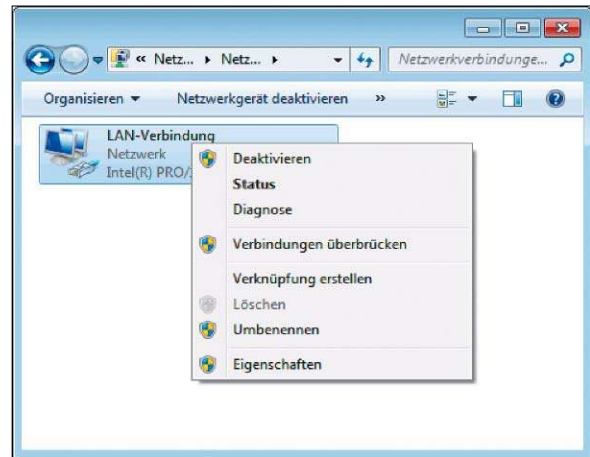 « Netz... ▸ Netz... ▸ Netzwerkverbindunge...
Organisieren ▾ Netzwerkgerät deaktivieren »
LAN-Verbindung
Netzwerk
Intel(R) PRO/
Deaktivieren
Status
Diagnose
Verbindungen überbrücken
Verknüpfung erstellen
Löschen
Umbenennen
Eigenschaften